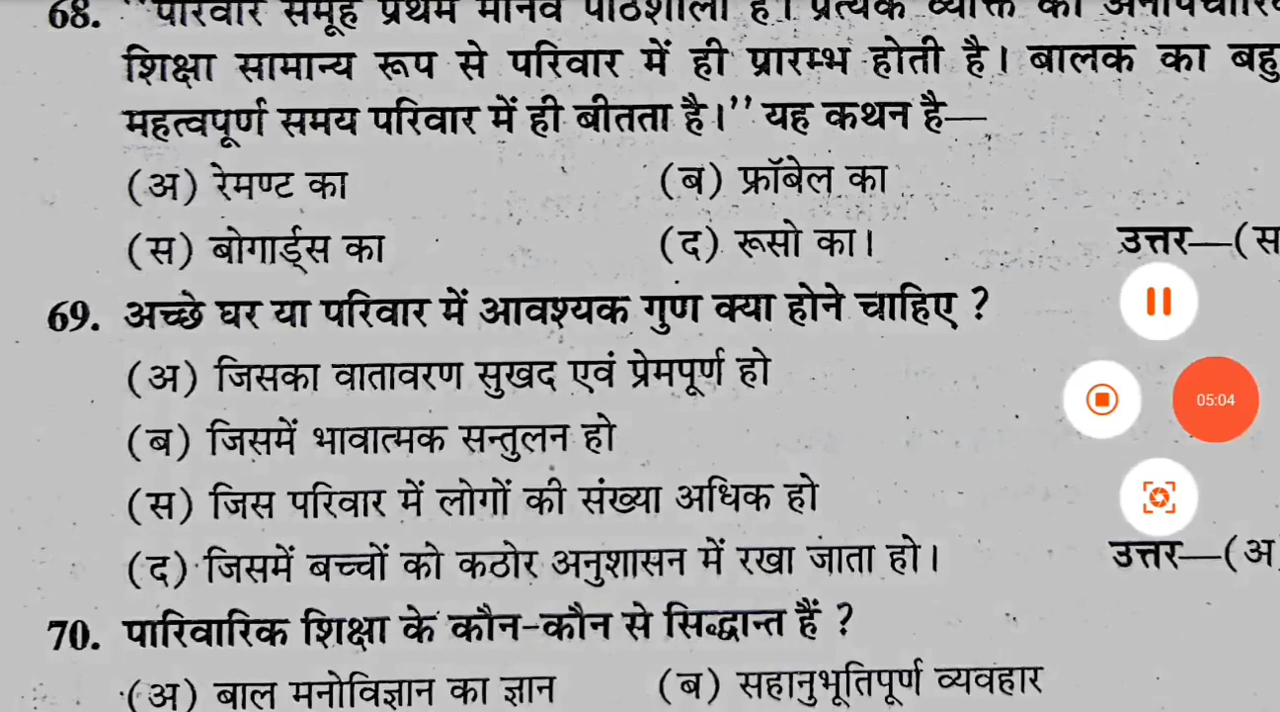 68. ‘‘परिवार समूह प्रथम मानव पाठशाला है। प्रत्येक व्यक्ति की
शिक्षा सामान्य रूप से परिवार में ही प्रारम्भ होती है। बालक का
महत्वपूर्ण समय परिवार में ही बीतता है।’’ यह कथन है—
(अ) रेमण्ट का (ब) फ्रॉबेल का
(स) बोगार्ड्स का (द) रूसो का। उत्तर—(स
69. अच्छे घर या परिवार में आवश्यक गुण क्या होने चाहिए ?
(अ) जिसका वातावरण सुखद एवं प्रेमपूर्ण हो
(ब) जिसमें भावात्मक सन्तुलन हो
05:04
(स) जिस परिवार में लोगों की संख्या अधिक हो
(द) जिसमें बच्चों को कठोर अनुशासन में रखा जाता हो। उत्तर—(अ
70. पारिवारिक शिक्षा के कौन-कौन से सिद्धान्त हैं ?
(अ) बाल मनोविज्ञान का ज्ञान (ब) सहानुभूतिपूर्ण व्यवहार